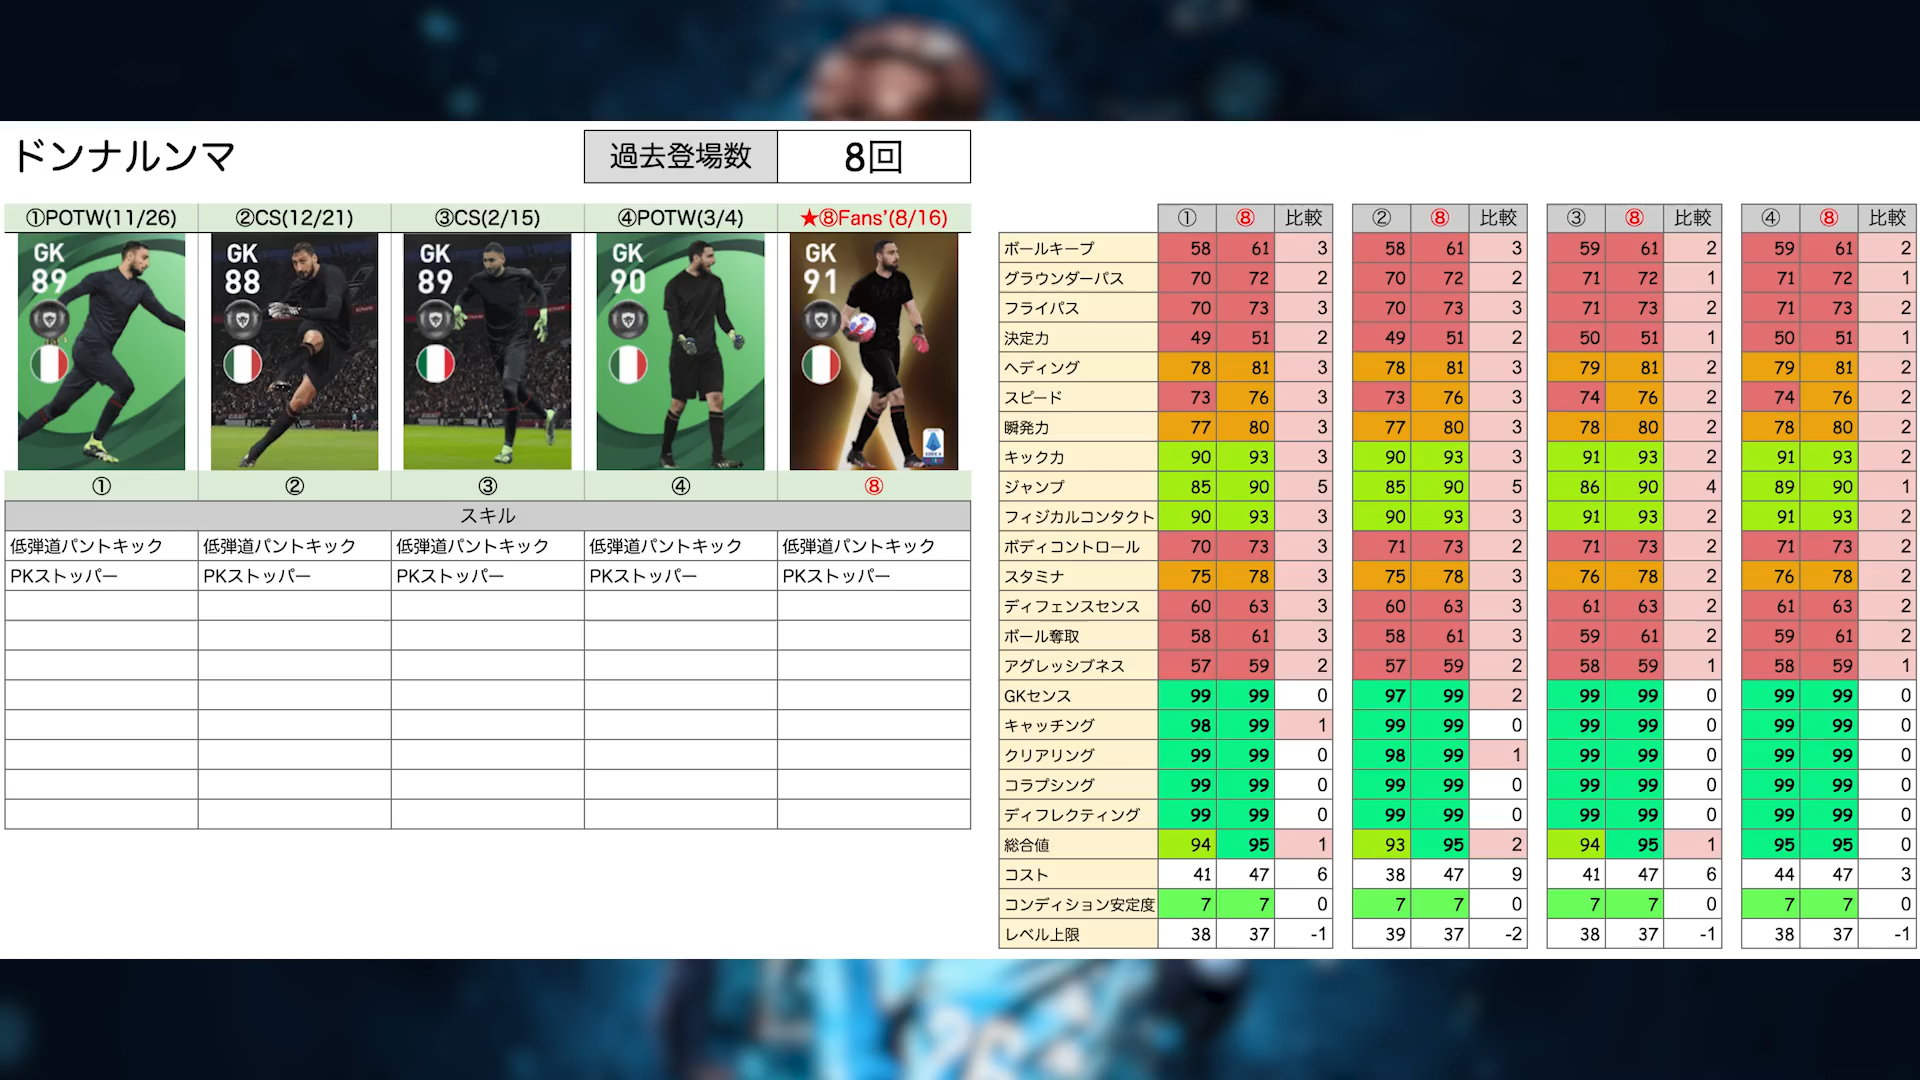 ドンナルンマ
過去登場数 8回
①POTW(11/26) ②CS(12/21) ③CS(2/15) ④POTW(3/4) ★⑧Fans'(8/16)
GK GK GK GK GK
89 88 89 90 91
① ② ③ ④ ⑧
スキル
低弾道パントキック 低弾道パントキック 低弾道パントキック 低弾道パントキック 低弾道パントキック
PKストッパー PKストッパー PKストッパー PKストッパー PKストッパー
① ⑧ 比較 ② ⑧ 比較 ③ ⑧ 比較 ④ ⑧ 比較
ボールキープ 58 61 3 58 61 3 59 61 2 59 61 2
グラウンダーパス 70 72 2 70 72 2 71 72 1 71 72 1
フライパス 70 73 3 70 73 3 71 73 2 71 73 2
決定力 49 51 2 49 51 2 50 51 1 50 51 1
ヘディング 78 81 3 78 81 3 79 81 2 79 81 2
スピード 73 76 3 73 76 3 74 76 2 74 76 2
瞬発力 77 80 3 77 80 3 78 80 2 78 80 2
キック力 90 93 3 90 93 3 91 93 2 91 93 2
ジャンプ 85 90 5 85 90 5 86 90 4 89 90 1
フィジカルコンタクト 90 93 3 90 93 3 91 93 2 91 93 2
ボディコントロール 70 73 3 71 73 2 71 73 2 71 73 2
スタミナ 75 78 3 75 78 3 76 78 2 76 78 2
ディフェンスセンス 60 63 3 60 63 3 61 63 2 61 63 2
ボール奪取 58 61 3 58 61 3 59 61 2 59 61 2
アグレッシブネス 57 59 2 57 59 2 58 59 1 58 59 1
GKセンス 99 99 0 97 99 2 99 99 0 99 99 0
キャッチング 98 99 1 99 99 0 99 99 0 99 99 0
クリアリング 99 99 0 98 99 1 99 99 0 99 99 0
コラプシング 99 99 0 99 99 0 99 99 0 99 99 0
ディフレクティング 99 99 0 99 99 0 99 99 0 99 99 0
総合値 94 95 1 93 95 2 94 95 1 95 95 0
コスト 41 47 6 38 47 9 41 47 6 44 47 3
コンディション安定度 7 7 0 7 7 0 7 7 0 7 7 0
レベル上限 38 37 -1 39 37 -2 38 37 -1 38 37 -1